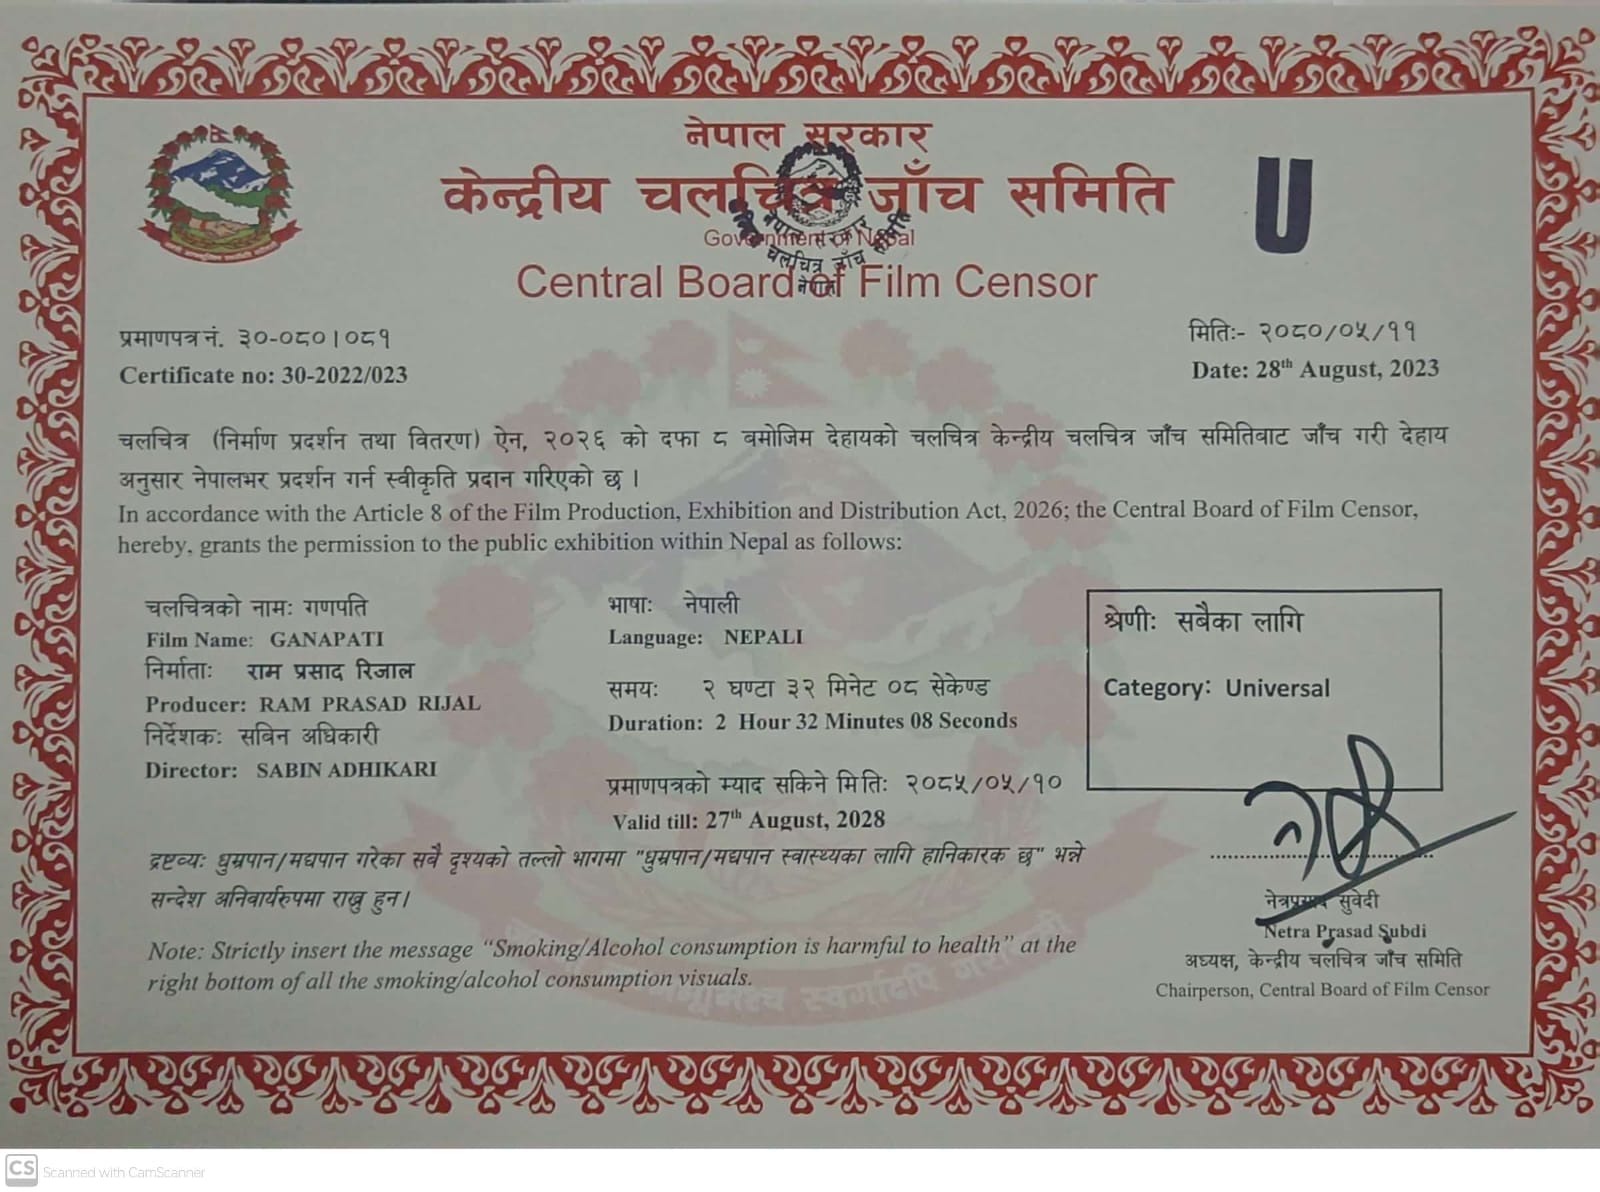 नेपाल सरकार
केन्द्रीय चलचित्र जाँच समिति
Government of Nepal
Central Board of Film Censor
U
नेपाल सरकार
चलचित्र जाँच समिति
नेपाल
प्रमाणपत्र नं. ३०-०८०।०८१
मितिः- २०८०/०५/११
Certificate no: 30-2022/023
Date: 28th August, 2023
चलचित्र (निर्माण प्रदर्शन तथा वितरण) ऐन, २०२६ को दफा ८ बमोजिम देहायको चलचित्र केन्द्रीय चलचित्र जाँच समितिवाट जाँच गरी देहाय
अनुसार नेपालभर प्रदर्शन गर्न स्वीकृति प्रदान गरिएको छ।
In accordance with the Article 8 of the Film Production, Exhibition and Distribution Act, 2026; the Central Board of Film Censor,
hereby, grants the permission to the public exhibition within Nepal as follows:
चलचित्रको नामः गणपति
Film Name: GANAPATI
निर्माताः राम प्रसाद रिजाल
Producer: RAM PRASAD RIJAL
निर्देशकः सविन अधिकारी
Director: SABIN ADHIKARI
भाषाः नेपाली
Language: NEPALI
समयः २ घण्टा ३२ मिनेट ०८ सेकेण्ड
Duration: 2 Hour 32 Minutes 08 Seconds
प्रमाणपत्रको म्याद सकिने मितिः २०८५/०५/१०
Valid till: 27th August, 2028
श्रेणीः सबैका लागि
Category: Universal
द्रष्टव्यः धुम्रपान/मद्यपान गरेका सबै दृश्यको तल्लो भागमा "धुम्रपान/मद्यपान स्वास्थ्यका लागि हानिकारक छ" भन्ने
सन्देश अनिवार्यरुपमा राख्नु हुन।
Note: Strictly insert the message “Smoking/Alcohol consumption is harmful to health” at the
right bottom of all the smoking/alcohol consumption visuals.
नेत्रप्रसाद सुवेदी
Netra Prasad Subdi
अध्यक्ष, केन्द्रीय चलचित्र जाँच समिति
Chairperson, Central Board of Film Censor
CS Scanned with CamScanner